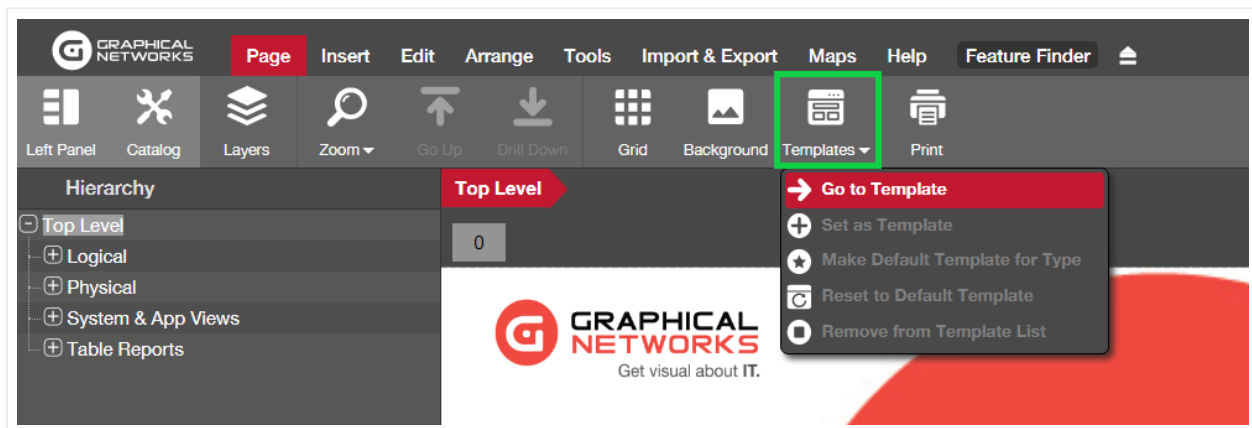 GRAPHICAL
NETWORKS
Page Insert Edit Arrange Tools Import & Export Maps Help Feature Finder
Left Panel Catalog Layers Zoom Go Up Drill Down Grid Background Templates Print
Hierarchy
Top Level
Go to Template
Top Level
Set as Template
0
Logical
Make Default Template for Type
Physical
Reset to Default Template
System & App Views
Remove from Template List
Table Reports
GRAPHICAL
NETWORKS
Get visual about IT.